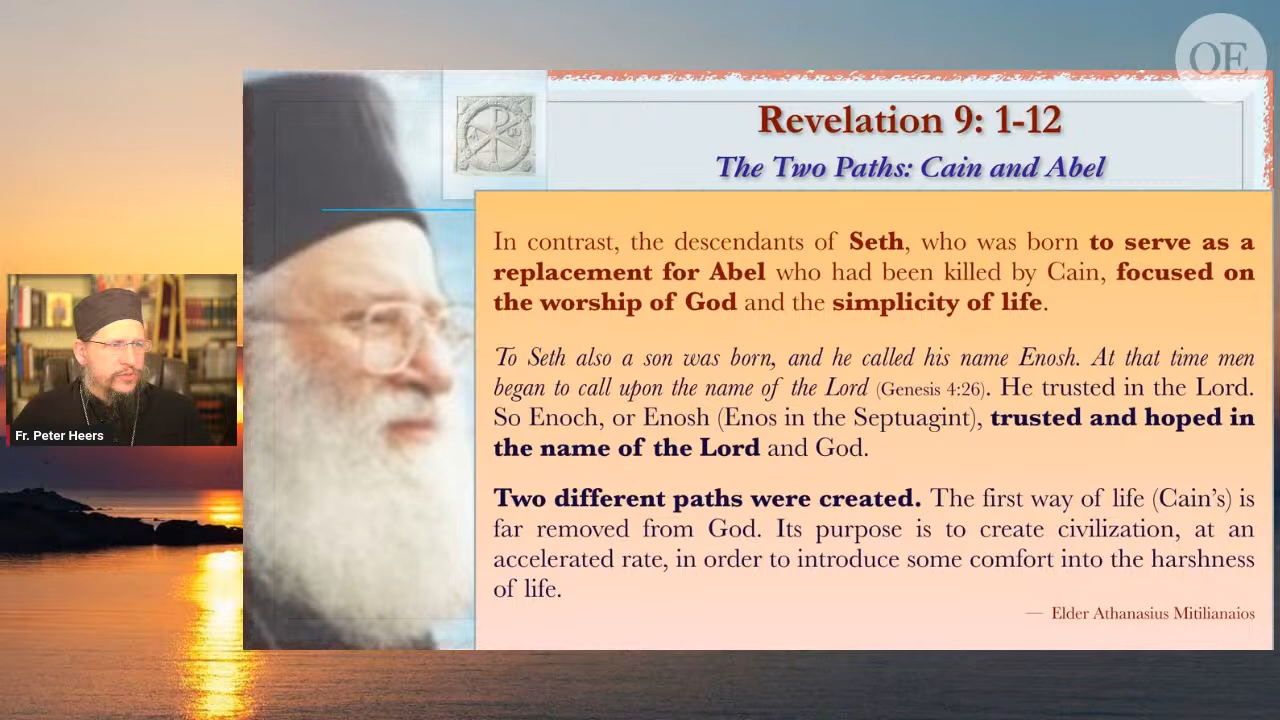 OE
Revelation 9: 1-12
The Two Paths: Cain and Abel
In contrast, the descendants of Seth, who was born to serve as a
replacement for Abel who had been killed by Cain, focused on
the worship of God and the simplicity of life.
To Seth also a son was born, and he called his name Enosh. At that time men
began to call upon the name of the Lord (Genesis 4:26). He trusted in the Lord.
So Enoch, or Enosh (Enos in the Septuagint), trusted and hoped in
the name of the Lord and God.
Two different paths were created. The first way of life (Cain's) is
far removed from God. Its purpose is to create civilization, at an
accelerated rate, in order to introduce some comfort into the harshness
of life.
— Elder Athanasius Mitilianaios
Fr. Peter Heers